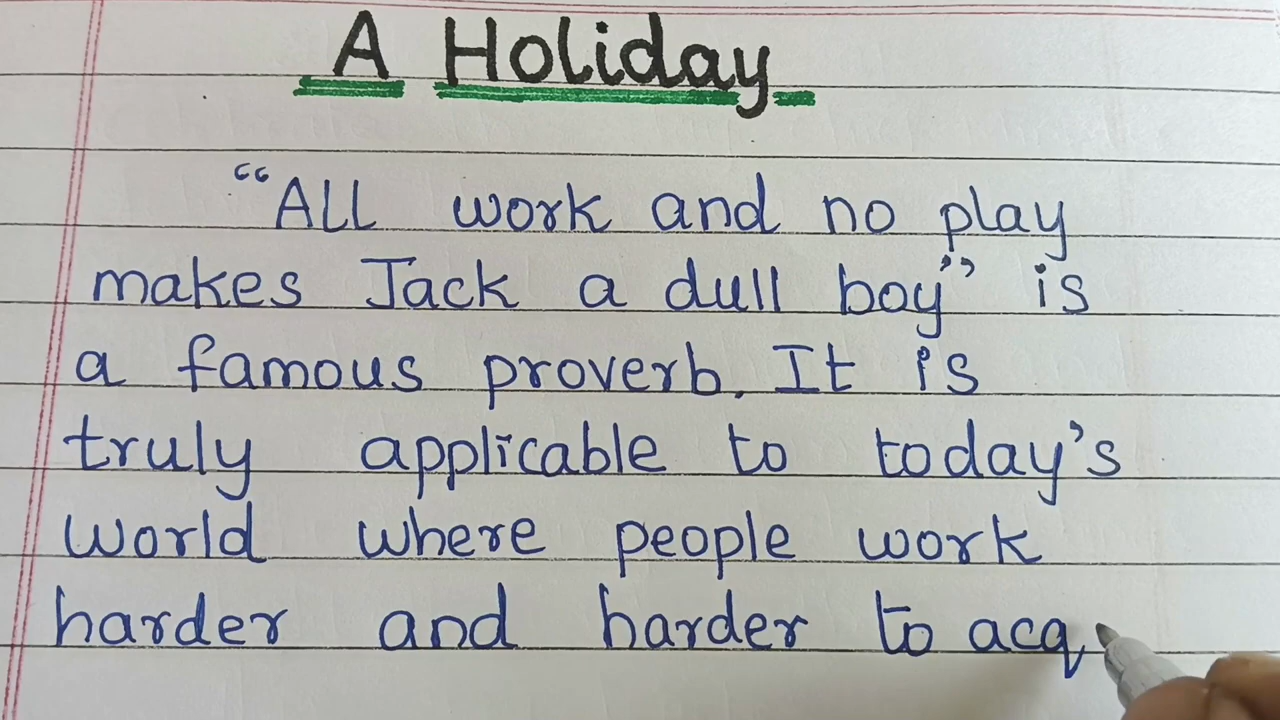 A Holiday
“All work and no play
makes Jack a dull boy” is
a famous proverb. It is
truly applicable to today's
world where people work
harder and harder to acq